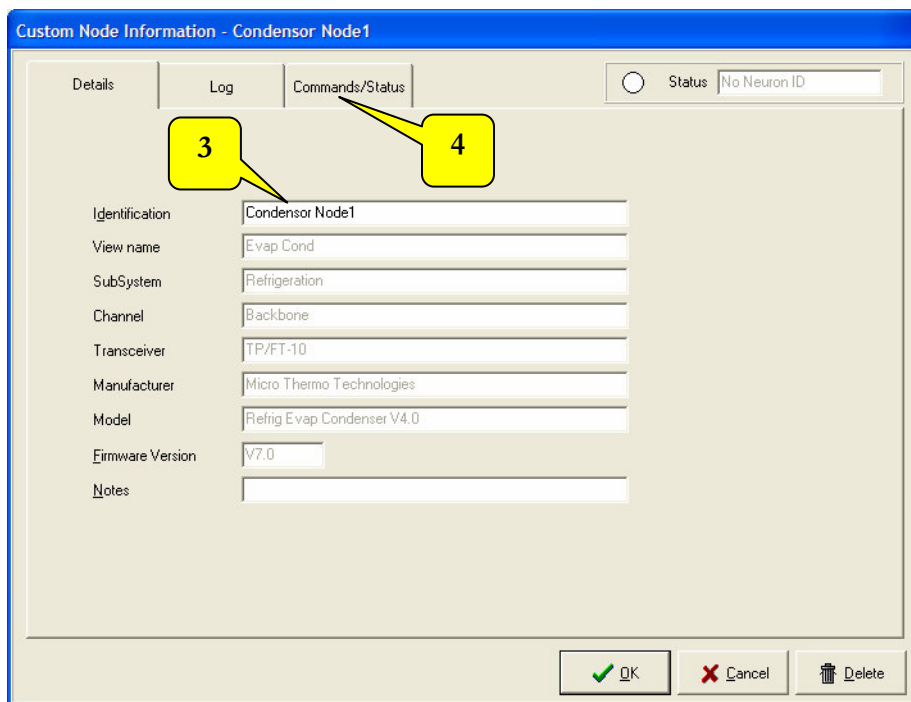 Custom Node Information - Condensor Node1
Details Log Commands/Status Status No Neuron ID
3 4
Identification Condensor Node1
View name Evap Cond
SubSystem Refrigeration
Channel Backbone
Transceiver TP/FT-10
Manufacturer Micro Thermo Technologies
Model Refrig Evap Condenser V4.0
Firmware Version V7.0
Notes
OK Cancel Delete